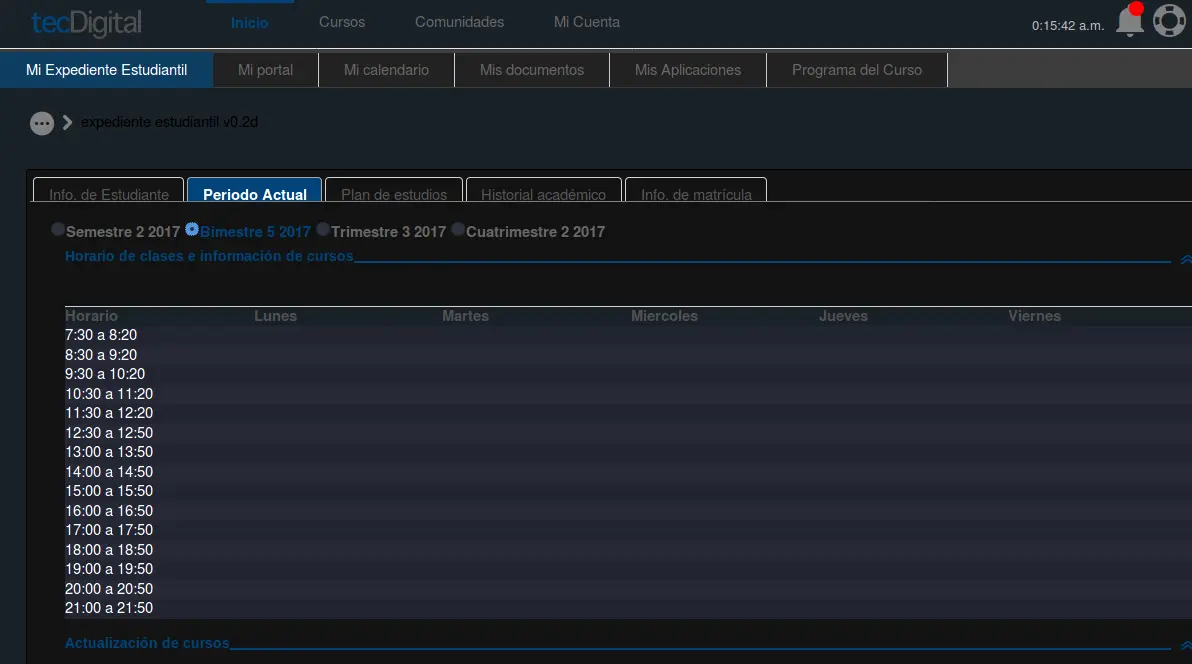 tecDigital Inicio Cursos Comunidades Mi Cuenta 0:15:42 a.m.
Mi Expediente Estudiantil Mi portal Mi calendario Mis documentos Mis Aplicaciones Programa del Curso
expediente estudiantil v0.2d
Info. de Estudiante Periodo Actual Plan de estudios Historial académico Info. de matrícula
Semestre 2 2017 Bimestre 5 2017 Trimestre 3 2017 Cuatrimestre 2 2017
Horario de clases e información de cursos
Horario Lunes Martes Miercoles Jueves Viernes
7:30 a 8:20
8:30 a 9:20
9:30 a 10:20
10:30 a 11:20
11:30 a 12:20
12:30 a 12:50
13:00 a 13:50
14:00 a 14:50
15:00 a 15:50
16:00 a 16:50
17:00 a 17:50
18:00 a 18:50
19:00 a 19:50
20:00 a 20:50
21:00 a 21:50
Actualización de cursos